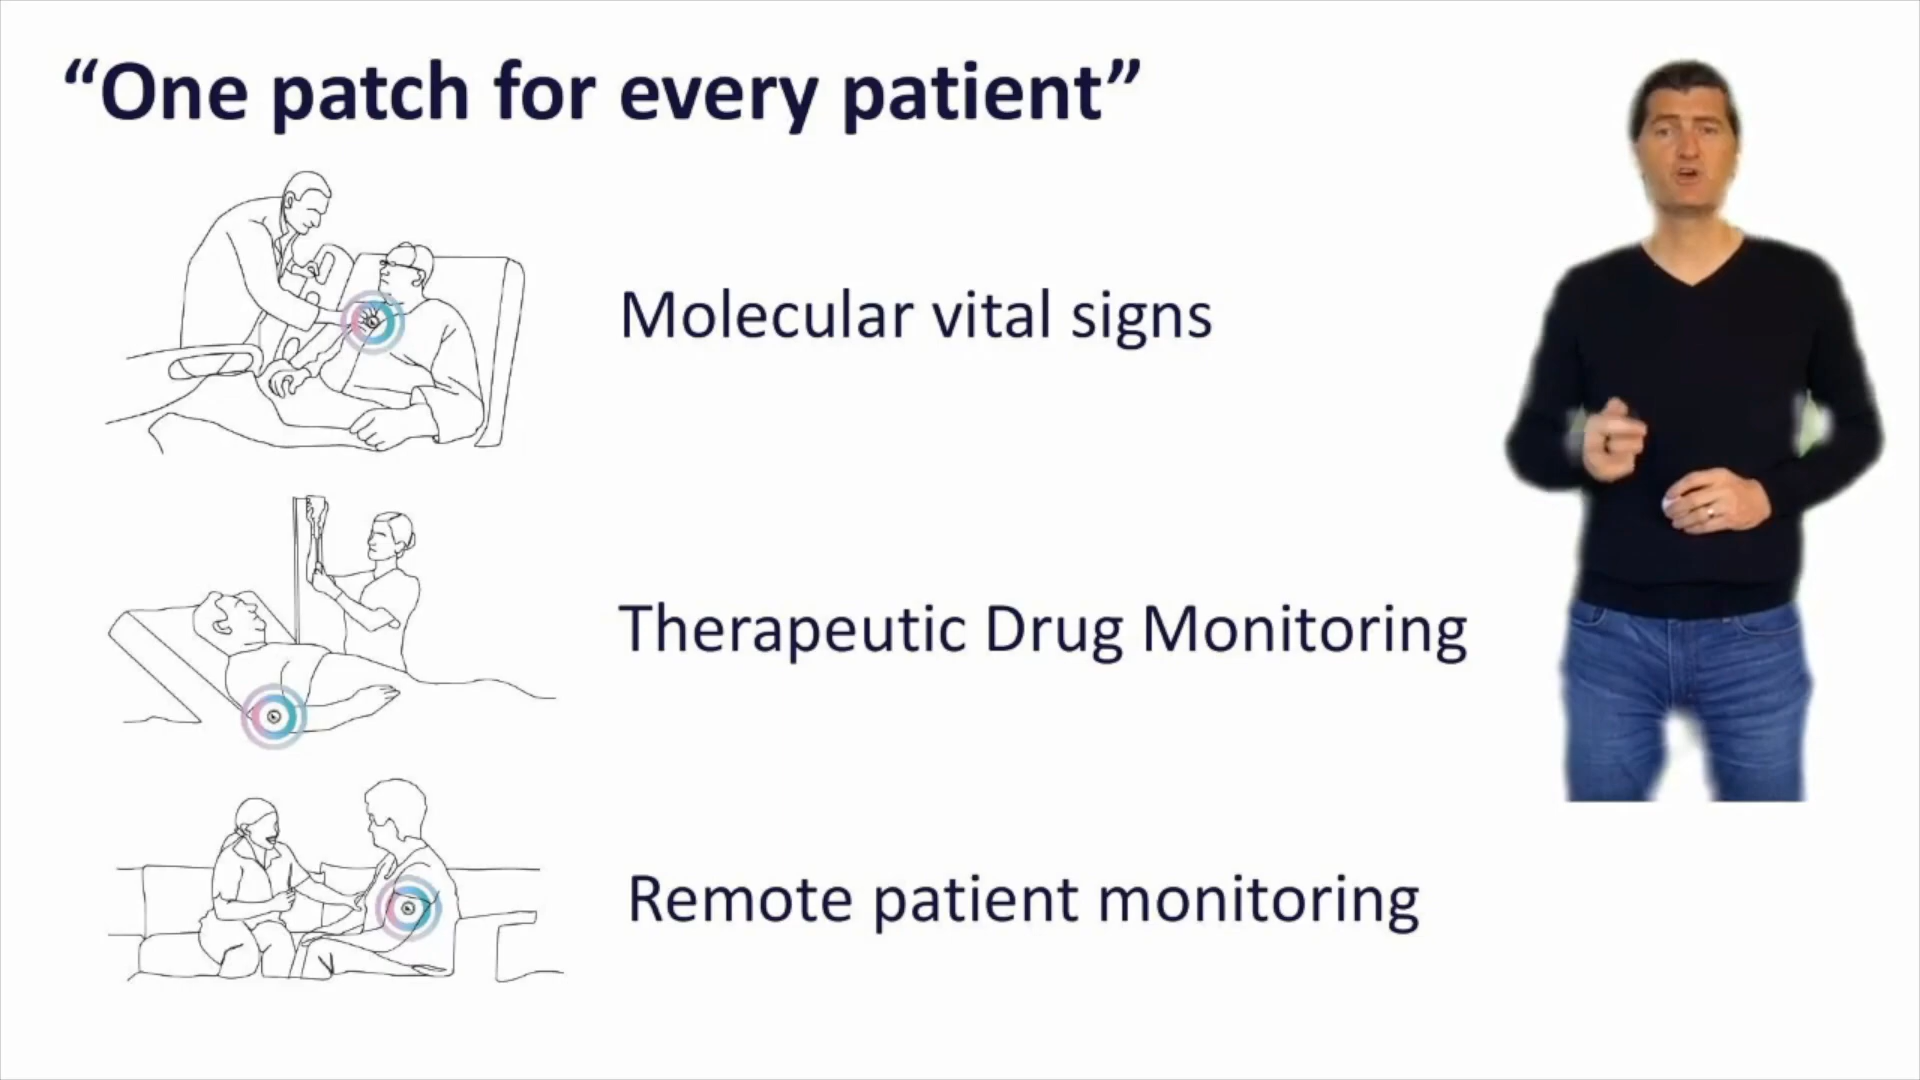 “One patch for every patient”
Molecular vital signs
Therapeutic Drug Monitoring
Remote patient monitoring